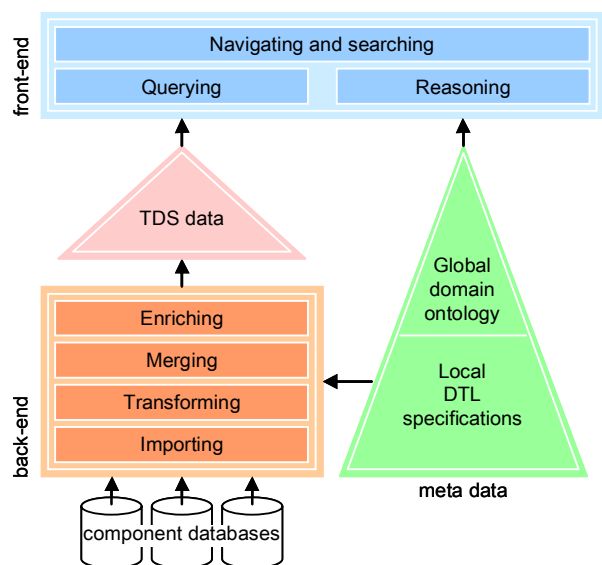 front-end
Navigating and searching
Querying
Reasoning
TDS data
Global
domain
ontology
Local
DTL
specifications
meta data
back-end
Enriching
Merging
Transforming
Importing
component databases